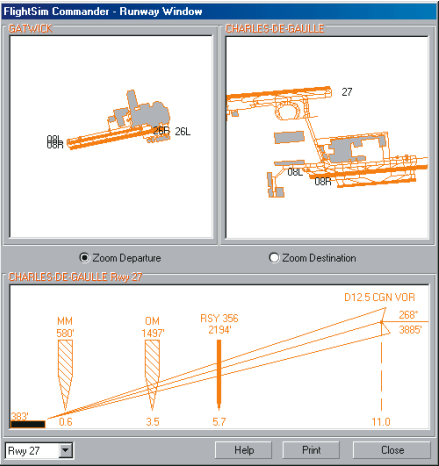 FlightSim Commander - Runway Window
GATWICK
CHARLES-DE-GAULLE
27
08L
08R
26R
26L
08L
08R
Zoom Departure
Zoom Destination
CHARLES-DE-GAULLE Rwy 27
D12.5 CGN VOR
MM
580'
OM
1497'
RSY 356
2194'
268°
3885'
383'
0.6
3.5
5.7
11.0
Rwy 27
Help
Print
Close